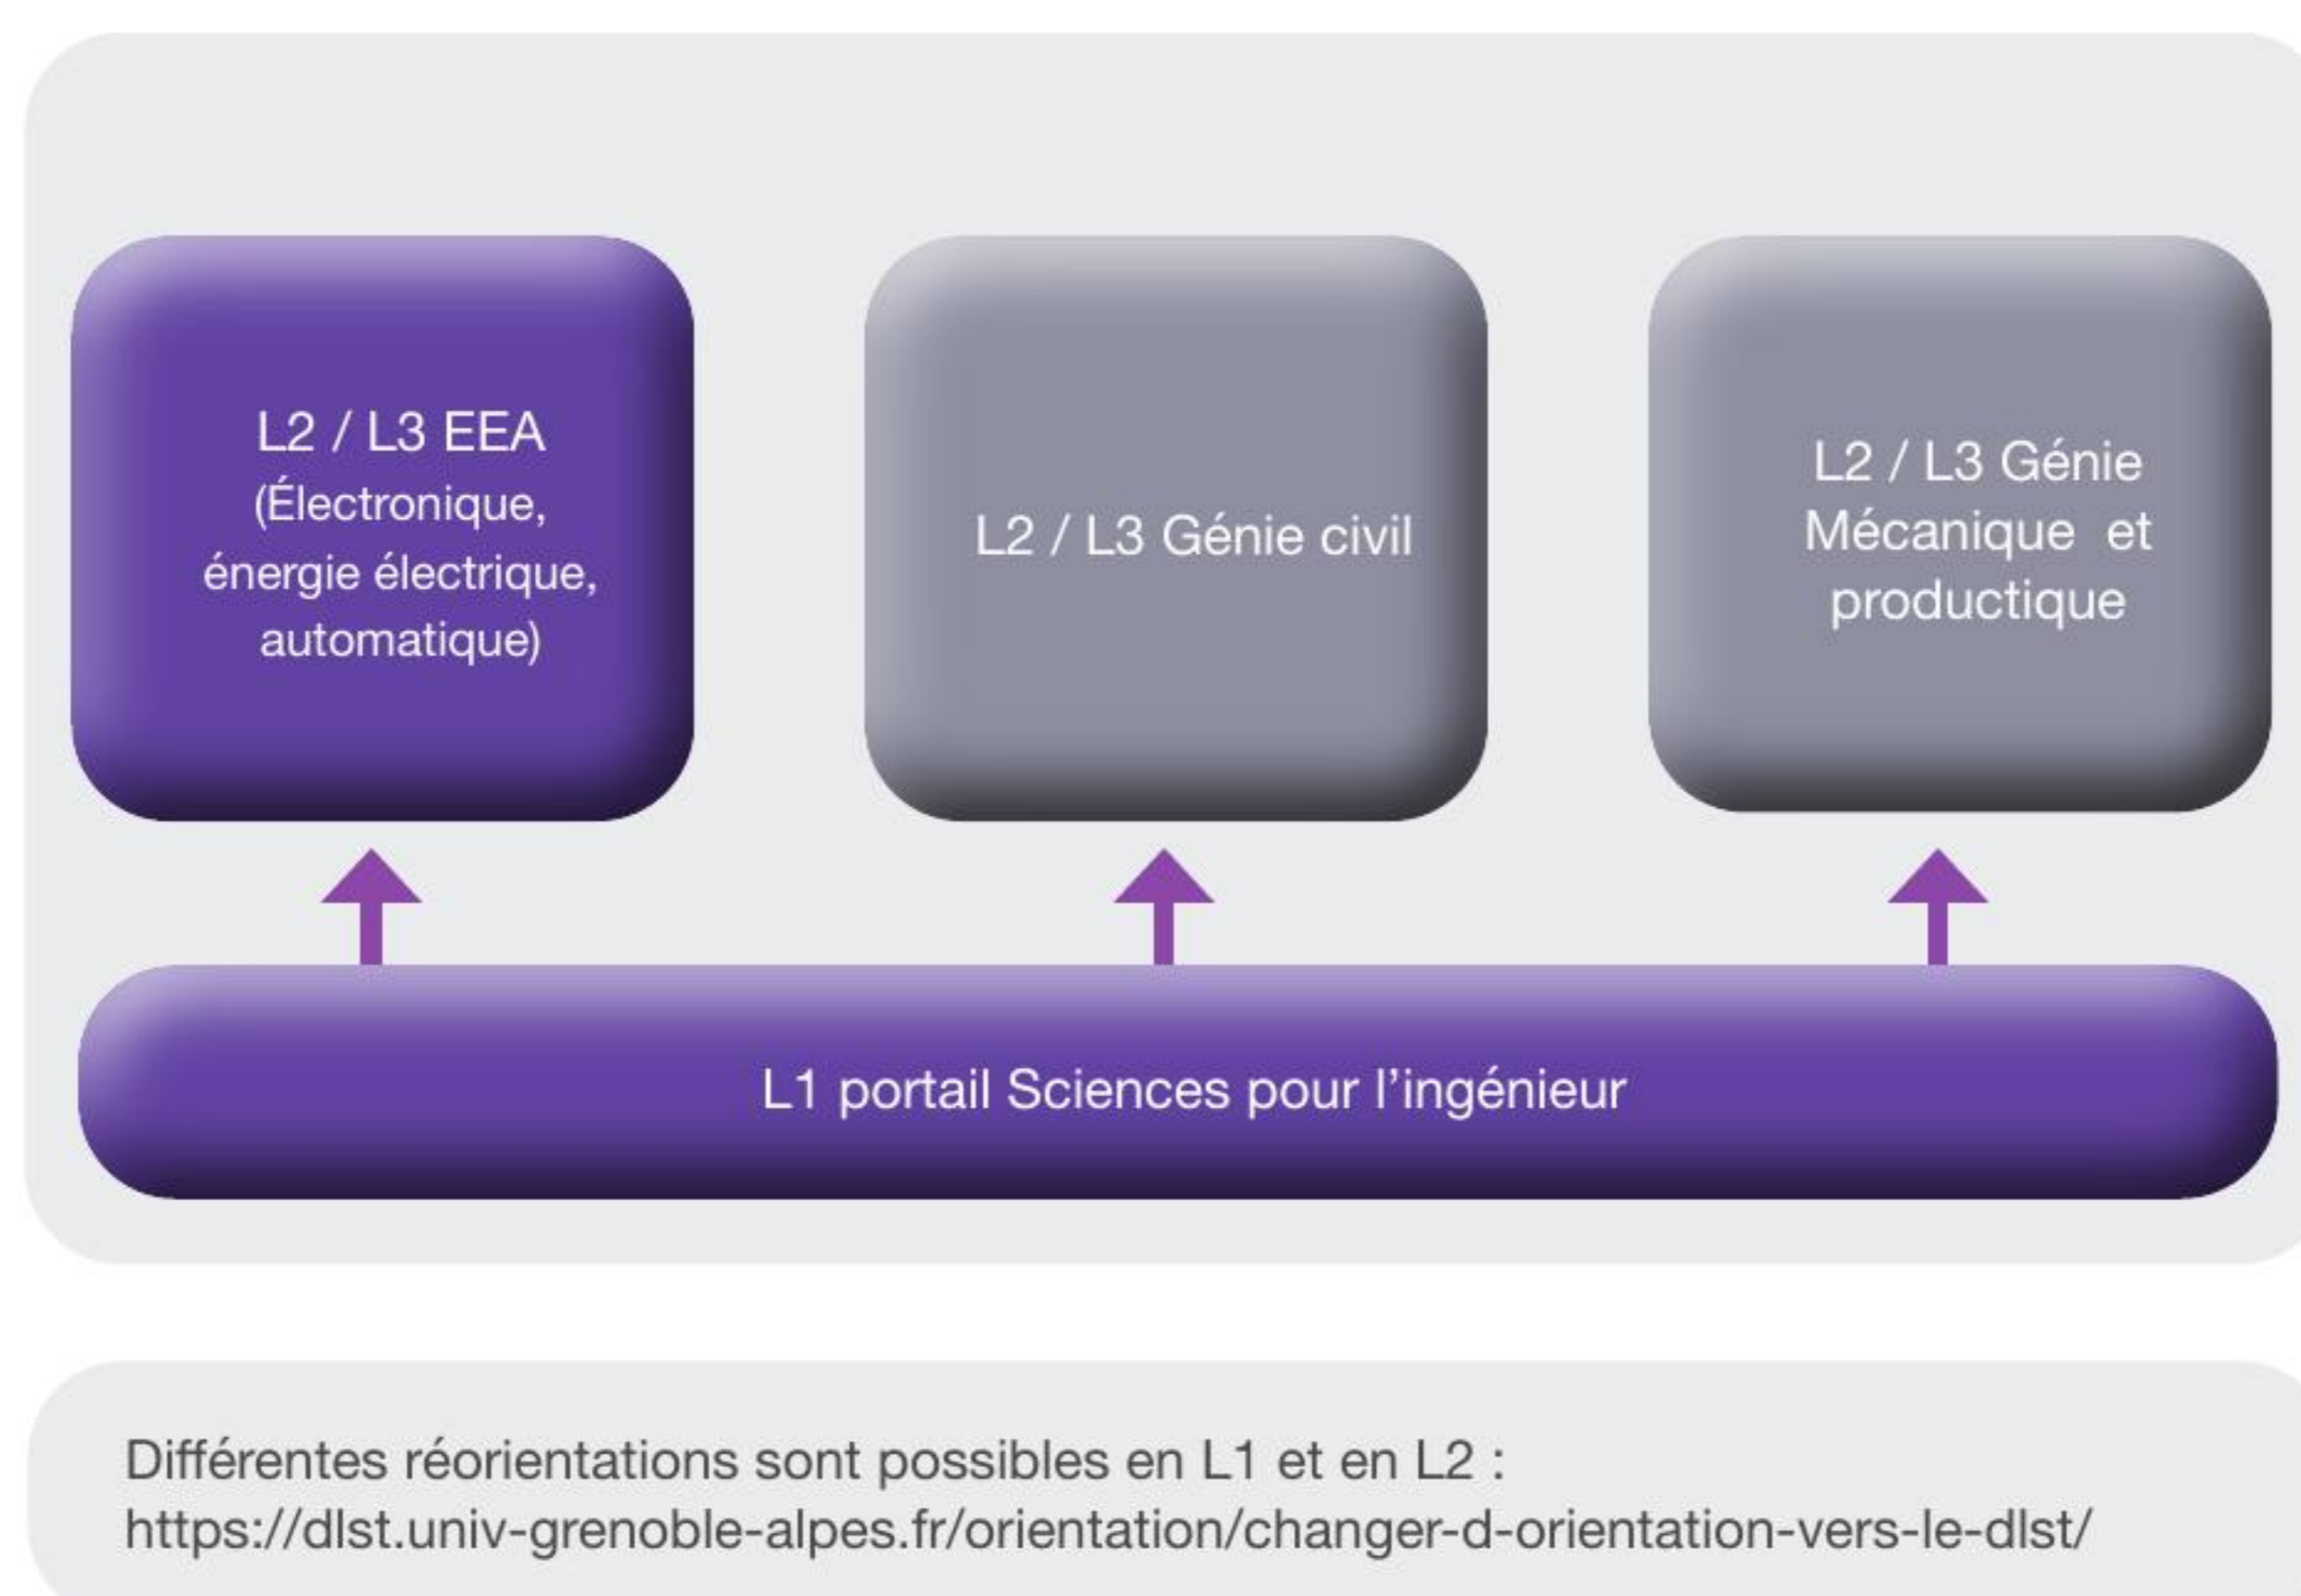 L2 / L3 EEA
(Électronique,
énergie électrique,
automatique)
L2 / L3 Génie civil
L2 / L3 Génie
Mécanique et
productique
L1 portail Sciences pour l’ingénieur
Différentes réorientations sont possibles en L1 et en L2 :
https://dlst.univ-grenoble-alpes.fr/orientation/changer-d-orientation-vers-le-dlst/